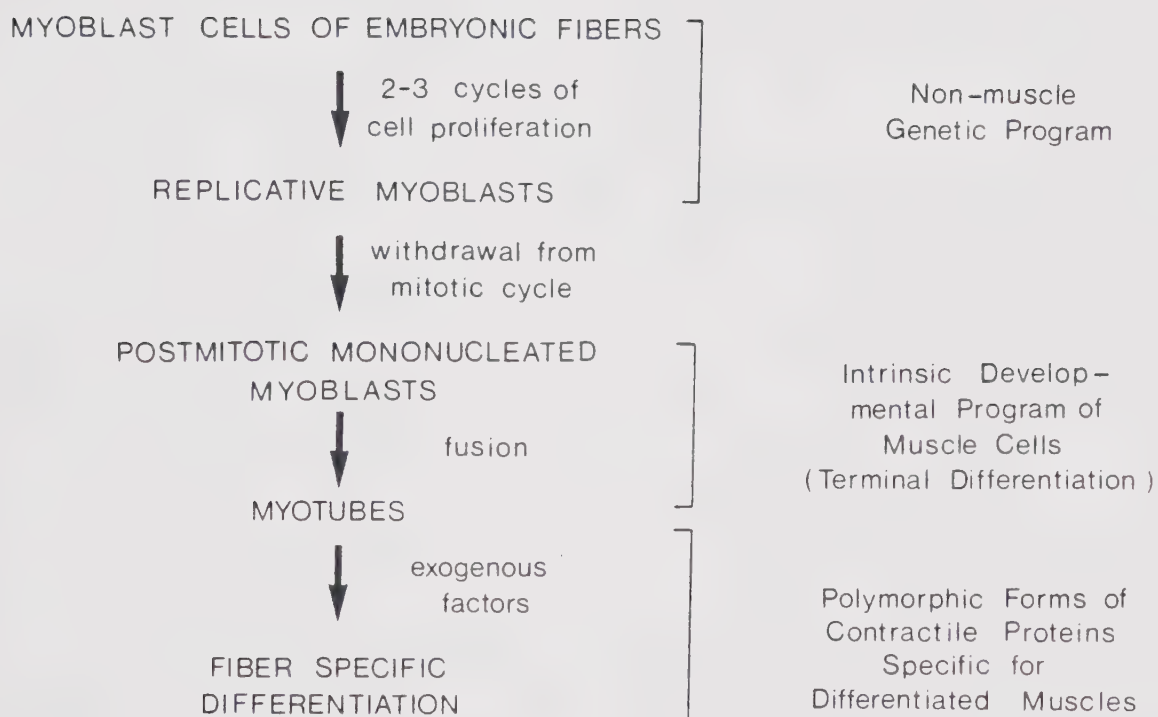 MYOBLAST CELLS OF EMBRYONIC FIBERS
2-3 cycles of
cell proliferation
Non-muscle
Genetic Program
REPLICATIVE MYOBLASTS
withdrawal from
mitotic cycle
POSTMITOTIC MONONUCLEATED
MYOBLASTS
fusion
Intrinsic Develop-
mental Program of
Muscle Cells
(Terminal Differentiation)
MYOTUBES
exogenous
factors
Polymorphic Forms of
Contractile Proteins
Specific for
Differentiated Muscles
FIBER SPECIFIC
DIFFERENTIATION